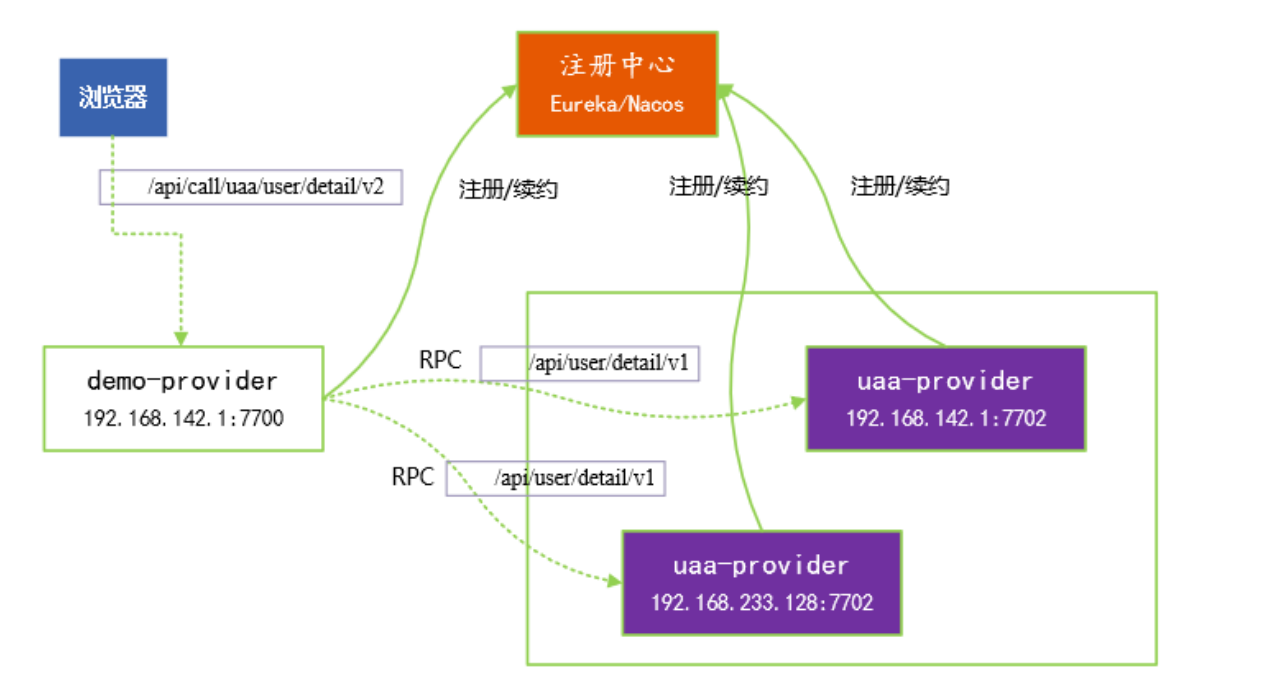 注册中心
Eureka/Nacos
浏览器
/api/call/uaa/user/detail/v2
注册/续约
注册/续约
注册/续约
RPC
/api/user/detail/v1
demo-provider
192.168.142.1:7700
uaa-provider
192.168.142.1:7702
RPC
/api/user/detail/v1
uaa-provider
192.168.233.128:7702